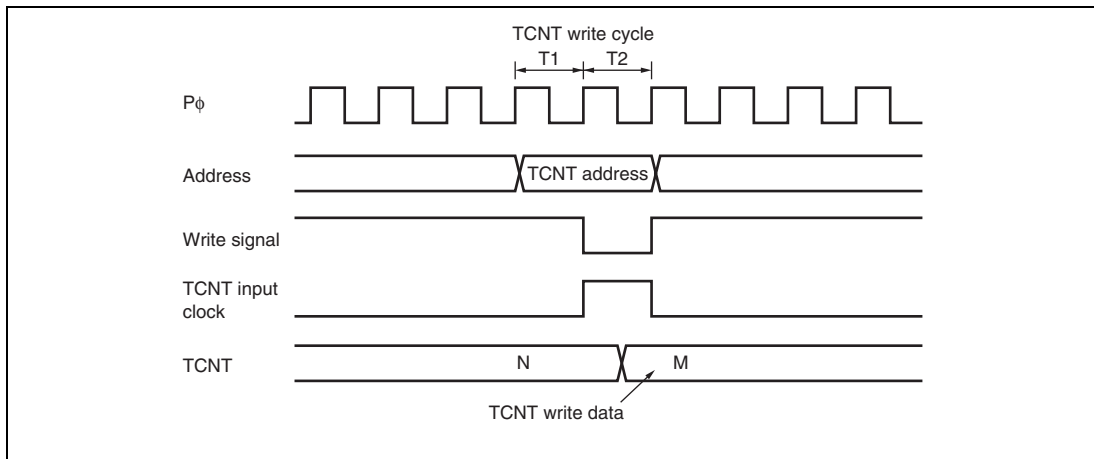 TCNT write cycle
T1 T2
Pϕ
Address
TCNT address
Write signal
TCNT input
clock
TCNT
N
M
TCNT write data